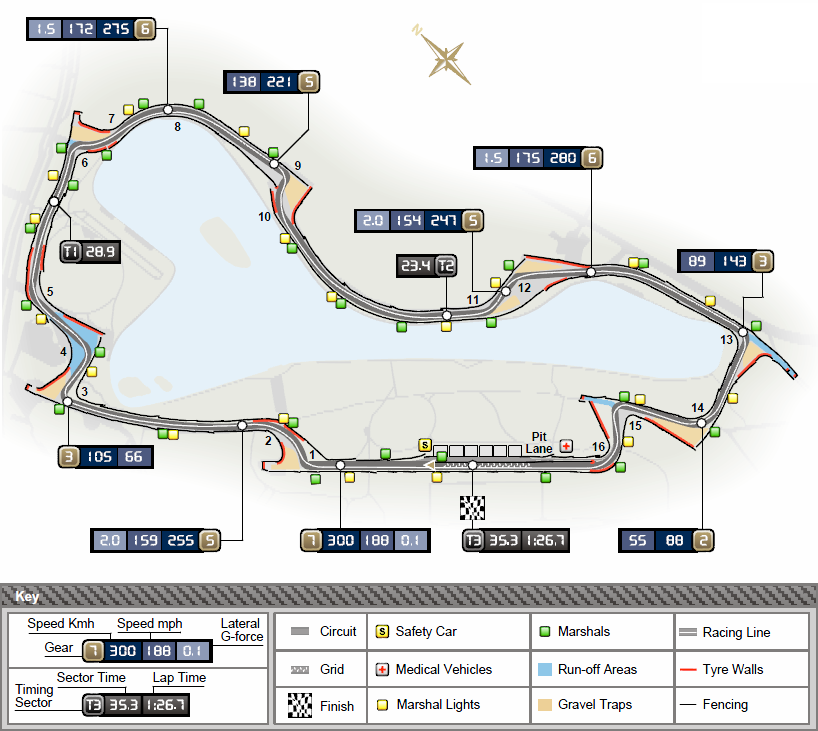 1.5 172 275 6
N
138 221 5
7
8
6
9
1.5 175 280 6
10
2.0 154 247 5
T1 28.9
23.4 T2
89 143 3
5
11
12
13
4
3
14
2
1
15
16
Pit
Lane
S
3 105 66
2.0 159 255 5
7 300 188 0.1
T3 35.3 1:26.7
55 88 2
Key
Speed Kmh Speed mph Lateral
G-force
Gear 7 300 188 0.1
Sector Time Lap Time
Timing
Sector T3 35.3 1:26.7
Circuit S Safety Car Marshals Racing Line
Grid Medical Vehicles Run-off Areas Tyre Walls
Finish Marshal Lights Gravel Traps Fencing